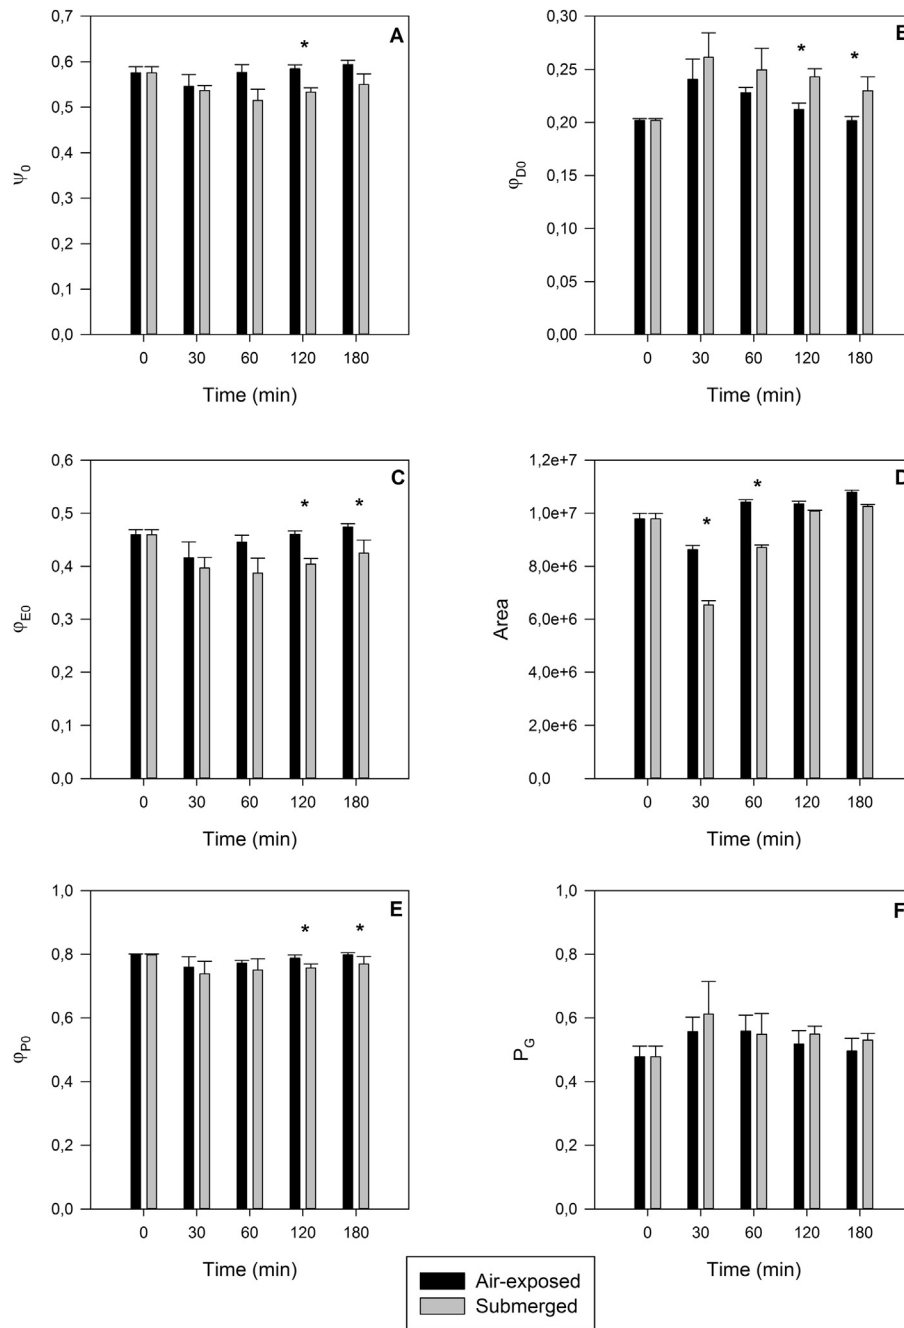 0,7
0,6
0,5
0,4
0,3
0,2
0,1
0,0
Ψ0
A
*
0 30 60 120 180
Time (min)
0,30
0,25
0,20
0,15
0,10
0,05
0,00
φD0
* *
0 30 60 120 180
Time (min)
0,6
0,5
0,4
0,3
0,2
0,1
0,0
φE0
C
* *
0 30 60 120 180
Time (min)
1,2e+7
1,0e+7
8,0e+6
6,0e+6
4,0e+6
2,0e+6
0,0
Area
D
* *
0 30 60 120 180
Time (min)
1,0
0,8
0,6
0,4
0,2
0,0
φP0
E
* *
0 30 60 120 180
Time (min)
1,0
0,8
0,6
0,4
0,2
0,0
PG
F
0 30 60 120 180
Time (min)
Air-exposed
Submerged